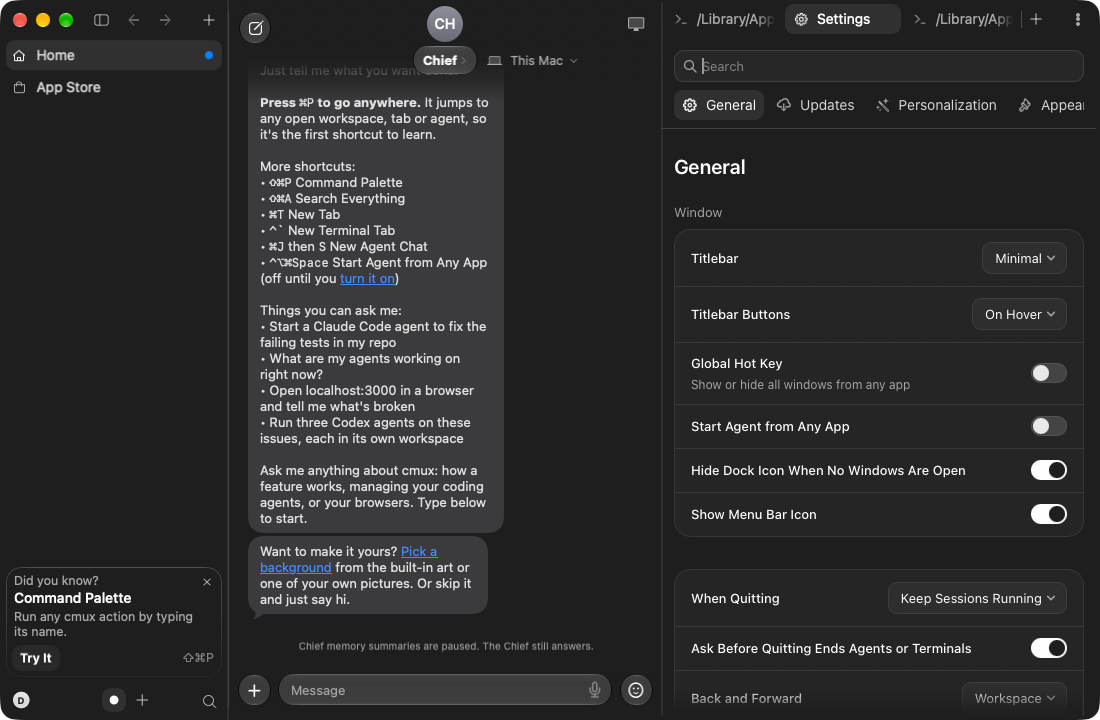 Home
App Store
Did you know?
Command Palette
Run any cmux action by typing
its name.
Try It
⇧⌘P
D
CH
Chief
This Mac
Just tell me what you want done.
Press ⌘P to go anywhere. It jumps to
any open workspace, tab or agent, so
it's the first shortcut to learn.
More shortcuts:
• ⇧⌘P Command Palette
• ⇧⌘A Search Everything
• ⌘T New Tab
• ^` New Terminal Tab
• ⌘J then S New Agent Chat
• ^⌥⌘Space Start Agent from Any App
(off until you turn it on)
Things you can ask me:
• Start a Claude Code agent to fix the
failing tests in my repo
• What are my agents working on
right now?
• Open localhost:3000 in a browser
and tell me what's broken
• Run three Codex agents on these
issues, each in its own workspace
Ask me anything about cmux: how a
feature works, managing your coding
agents, or your browsers. Type below
to start.
Want to make it yours? Pick a
background from the built-in art or
one of your own pictures. Or skip it
and just say hi.
Chief memory summaries are paused. The Chief still answers.
Message
/Library/App
Settings
/Library/App
Search
General
Updates
Personalization
Appear
General
Window
Titlebar
Minimal
Titlebar Buttons
On Hover
Global Hot Key
Show or hide all windows from any app
Start Agent from Any App
Hide Dock Icon When No Windows Are Open
Show Menu Bar Icon
When Quitting
Keep Sessions Running
Ask Before Quitting Ends Agents or Terminals
Back and Forward
Workspace